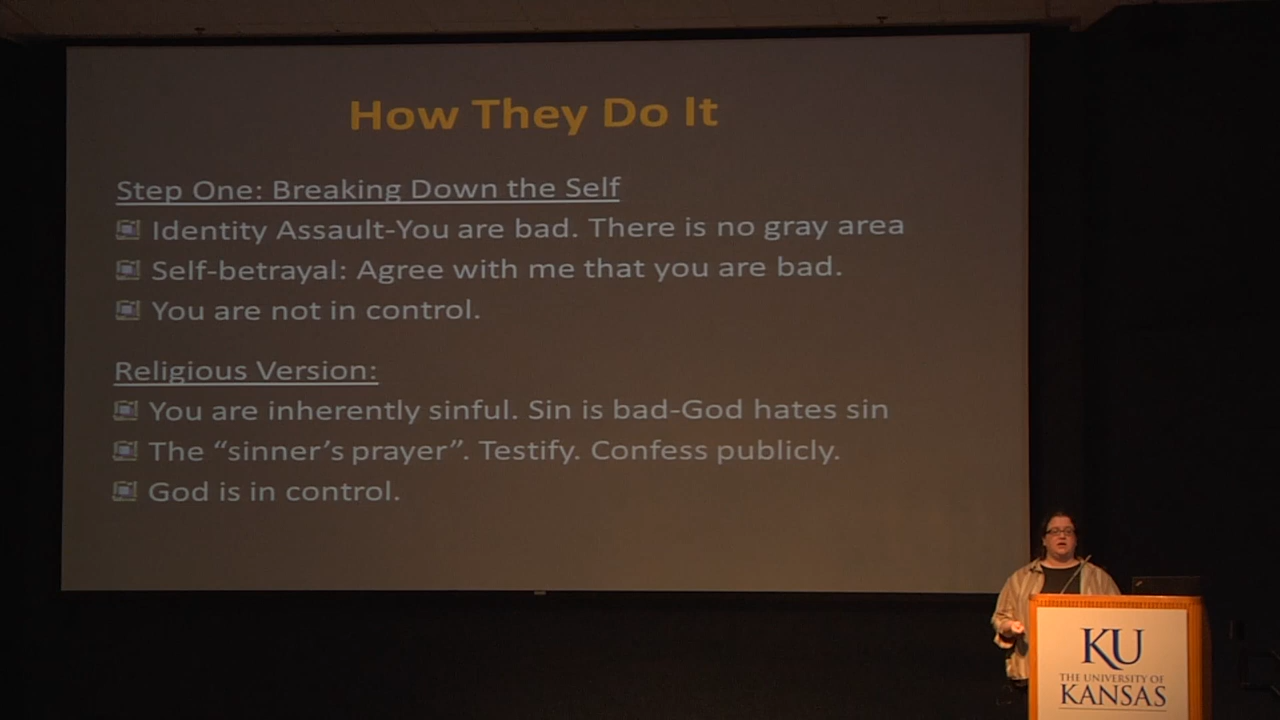 How They Do It
Step One: Breaking Down the Self
Identity Assault-You are bad. There is no gray area
Self-betrayal: Agree with me that you are bad.
You are not in control.
Religious Version:
You are inherently sinful. Sin is bad-God hates sin
The “sinner’s prayer”. Testify. Confess publicly.
God is in control.
KU
THE UNIVERSITY OF
KANSAS